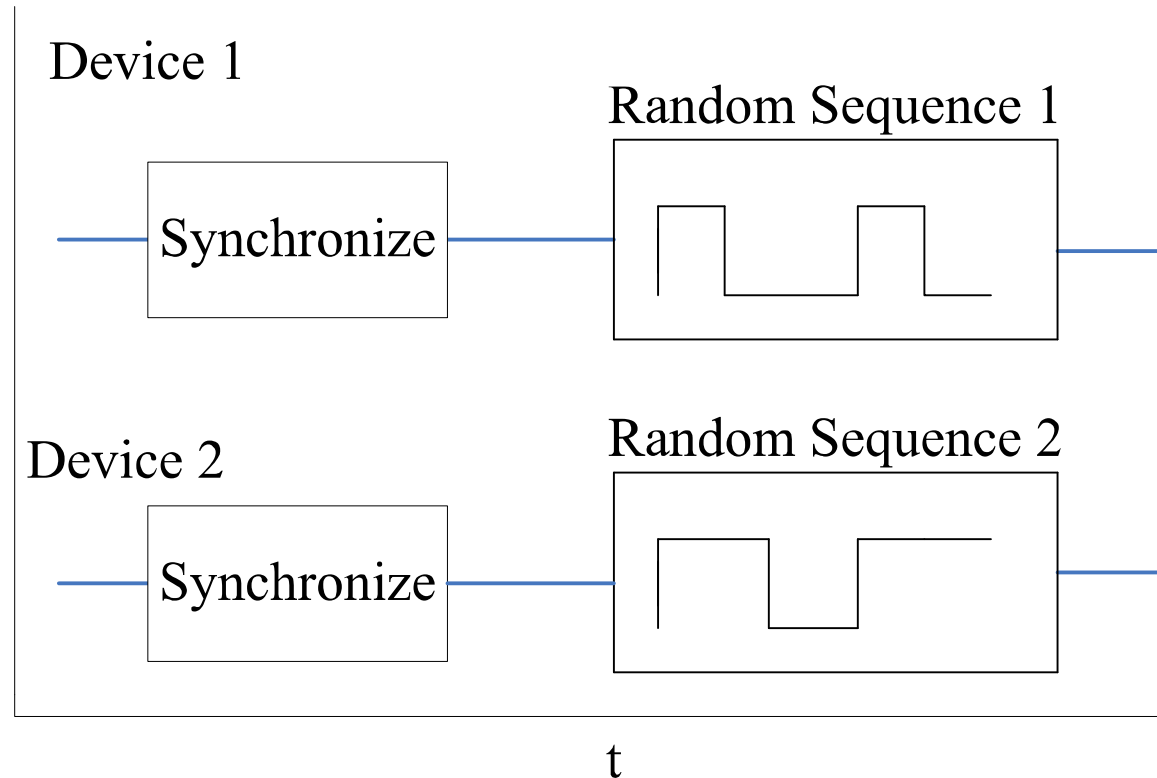 Device 1
Random Sequence 1
Synchronize
Device 2
Random Sequence 2
Synchronize
t